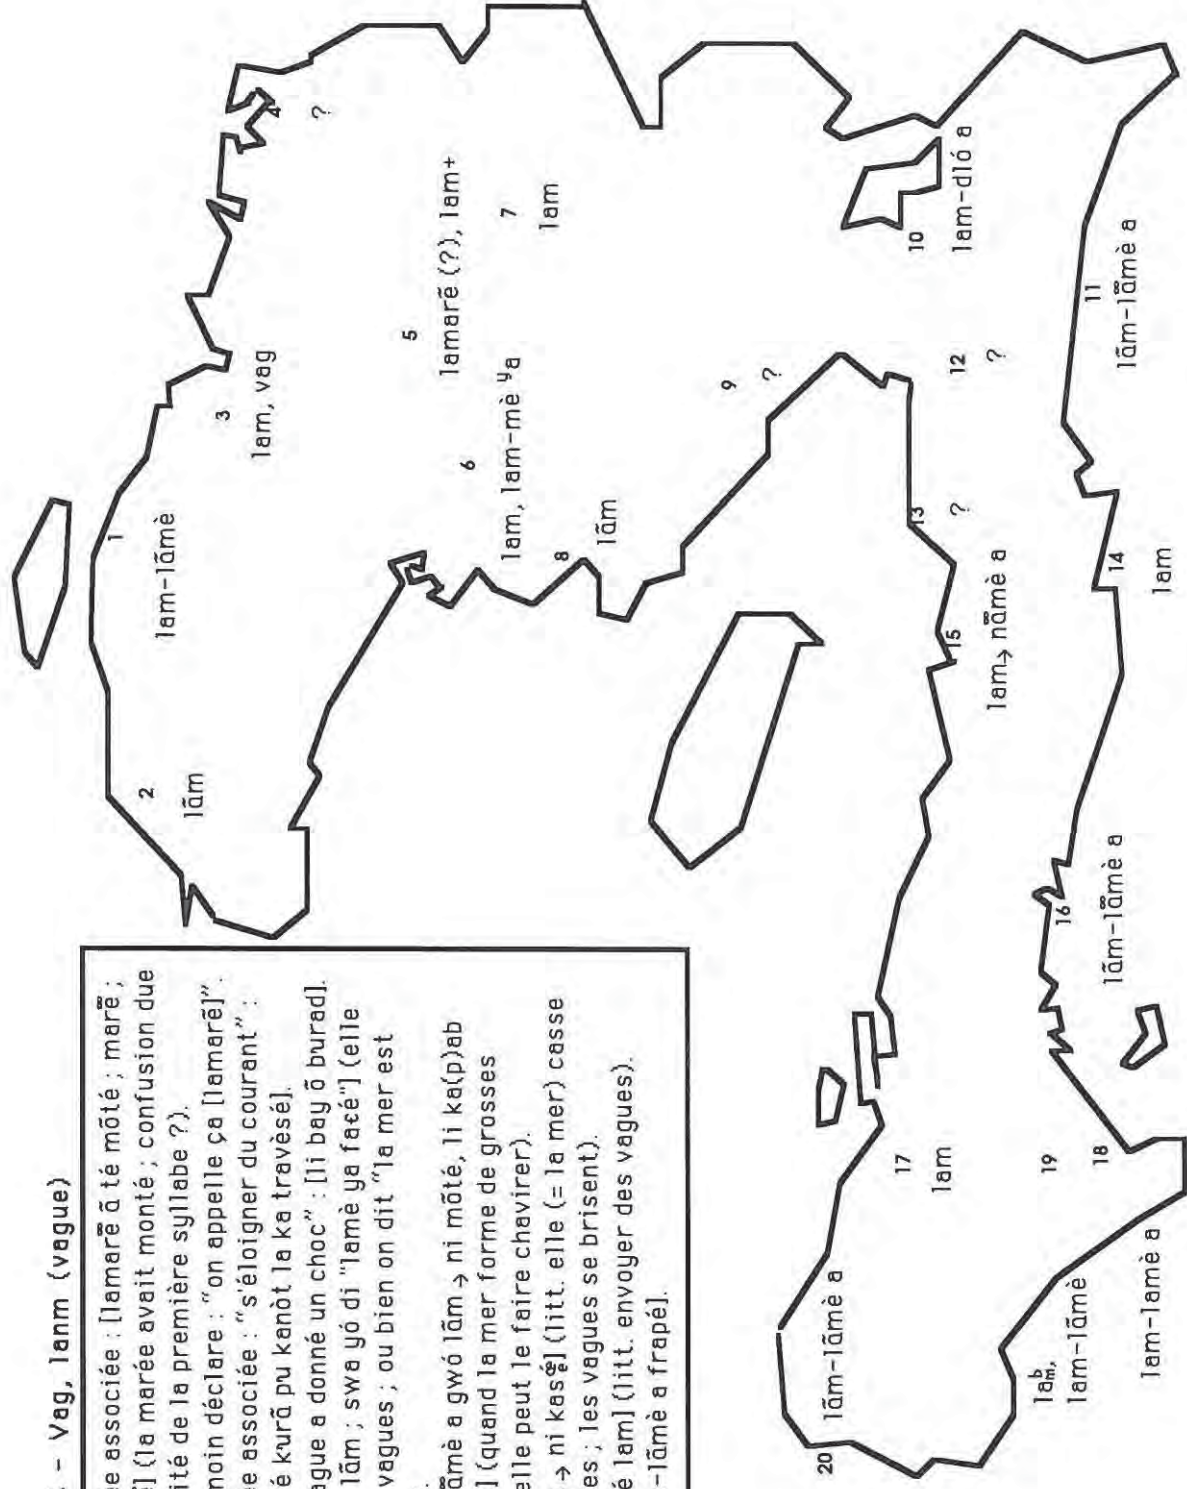 - Vag, lanm (vague)
e associée : [lamarẽ ã té mõté ; marẽ ;
] (la marée avait monté ; confusion due
ité de la première syllabe ?).
moin déclare : "on appelle ça [lamarẽ]".
e associée : "s'éloigner du courant" :
é kurã pu kanòt la ka travèsé].
ague a donné un choc" : [li bay õ burad].
lãm ; swa yó di "lamè ya faché"] (elle
vagues ; ou bien on dit "la mer est
ãmè a gwó lãm → ni mõté, li ka(p)ab
] (quand la mer forme de grosses
elle peut le faire chavirer).
→ ni kasé] (litt. elle (= la mer) casse
es ; les vagues se brisent).
é lam] (litt. envoyer des vagues).
-lãmè a frapé].
1
lam-lãmè
2
lãm
3
lam, vag
4
?
5
lamarẽ (?), lam+
6
lam, lam-mè ʸa
7
lam
8
lãm
9
?
10
lam-dló a
11
lãm-lãmè a
12
?
13
?
14
lam
15
lam→ nãmè a
16
lãm-lãmè a
17
lam
18
lam-lamè a
19
lam-lãmè
20
lãm-lãmè a